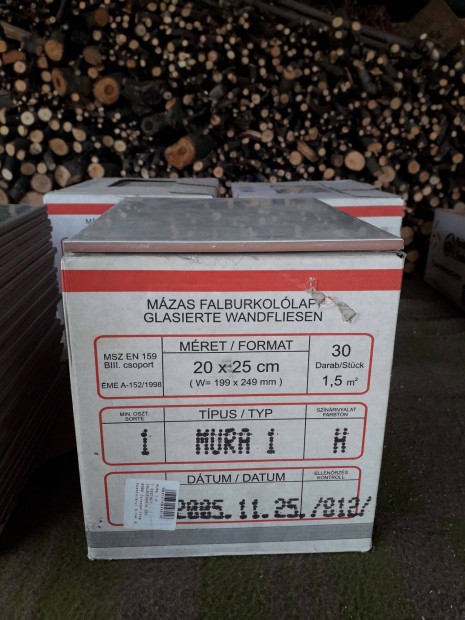 MÁZAS FALBURKOLÓLAP
GLASIERTE WANDFLIESEN
MSZ EN 159
BIII. csoport
ÉME A-152/1998
MÉRET / FORMAT
20 x 25 cm
( W= 199 x 249 mm )
30
Darab/Stück
1,5 m²
MIN. OSZT.
SORTE
1
TÍPUS / TYP
MURA 1
SZÍNÁRNYALAT
FARBTON
H
DÁTUM / DATUM
2005.11.25./812/
ELLENŐRZÉS
KONTROLL